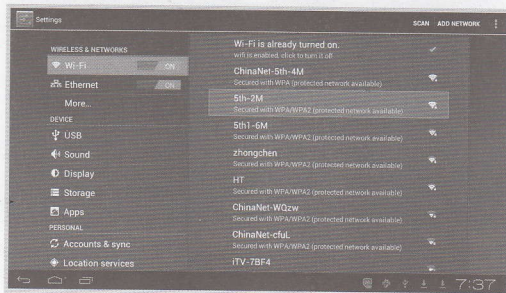 Settings
SCAN ADD NETWORK
WIRELESS & NETWORKS
Wi-Fi ON
Ethernet ON
More...
DEVICE
USB
Sound
Display
Storage
Apps
PERSONAL
Accounts & sync
Location services
Wi-Fi is already turned on.
wifi is enabled, click to turn it off
ChinaNet-5th-4M
Secured with WPA (protected network available)
5th-2M
Secured with WPA/WPA2 (protected network available)
5th1-6M
Secured with WPA/WPA2 (protected network available)
zhongchen
Secured with WPA/WPA2 (protected network available)
HT
Secured with WPA/WPA2 (protected network available)
ChinaNet-WQzw
Secured with WPA/WPA2 (protected network available)
ChinaNet-cfuL
Secured with WPA/WPA2 (protected network available)
iTV-7BF4
7:37